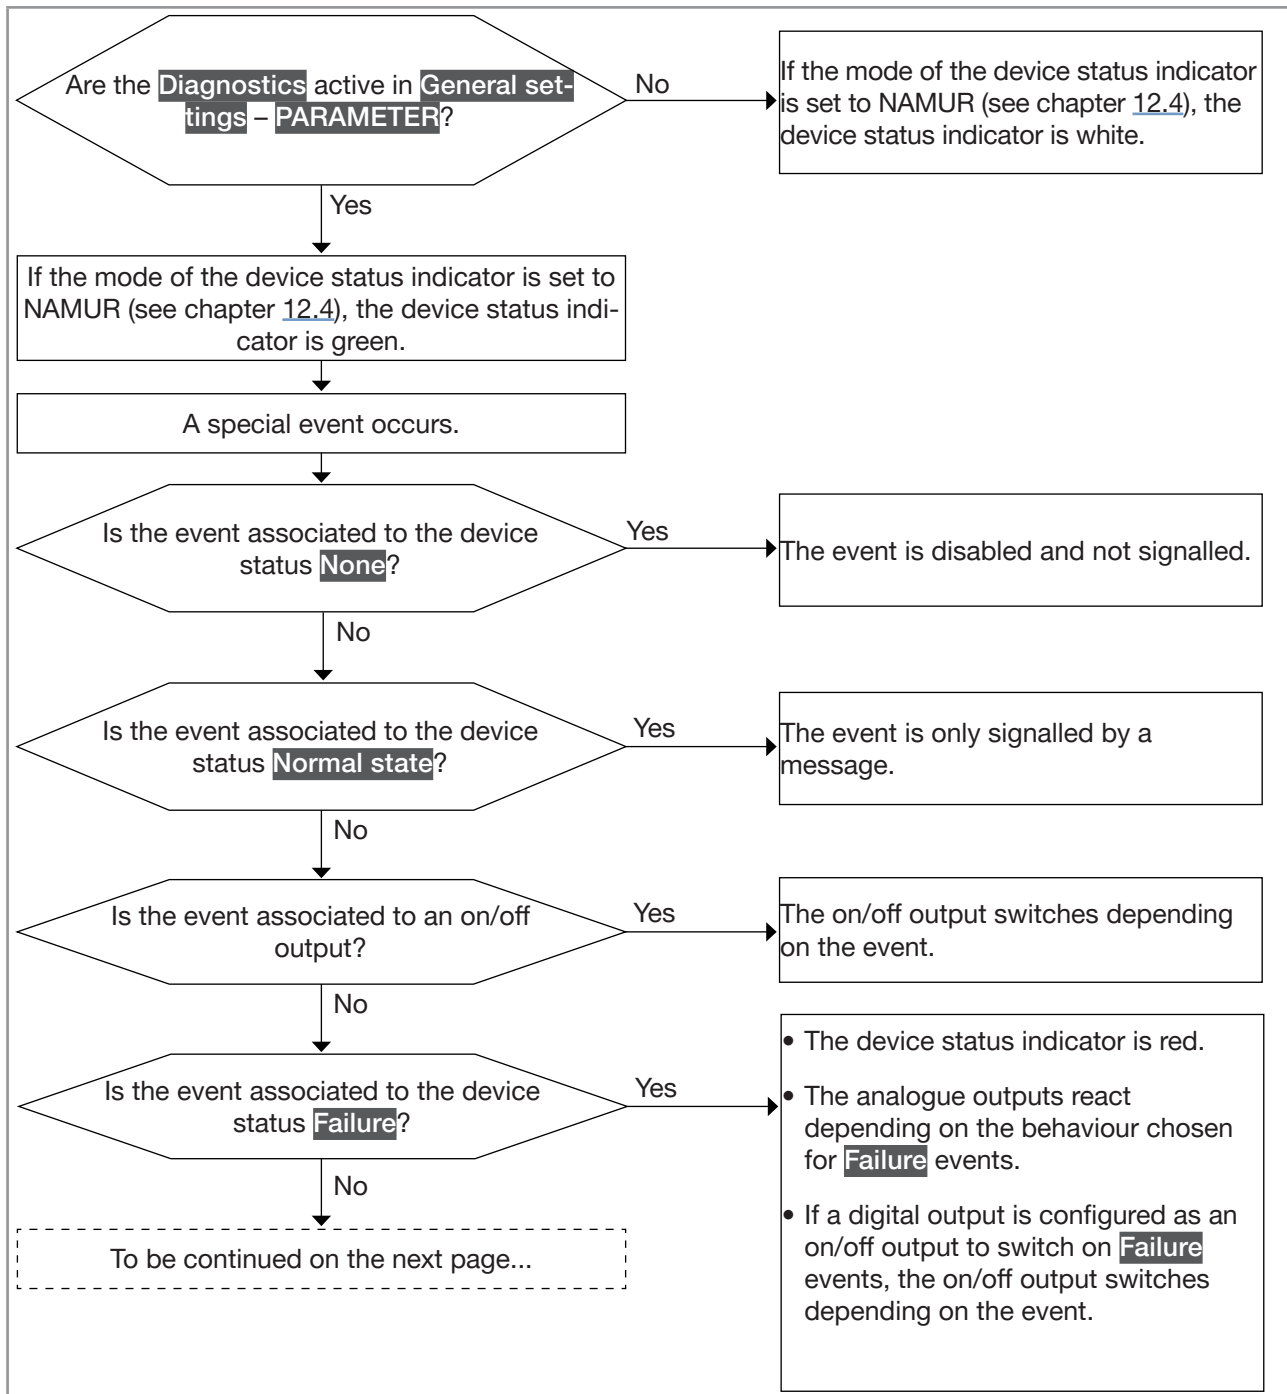 Are the Diagnostics active in General set-
tings – PARAMETER?
No
If the mode of the device status indicator
is set to NAMUR (see chapter 12.4), the
device status indicator is white.
Yes
If the mode of the device status indicator is set to
NAMUR (see chapter 12.4), the device status indi-
cator is green.
A special event occurs.
Is the event associated to the device
status None?
Yes
The event is disabled and not signalled.
No
Is the event associated to the device
status Normal state?
Yes
The event is only signalled by a
message.
No
Is the event associated to an on/off
output?
Yes
The on/off output switches depending
on the event.
No
Is the event associated to the device
status Failure?
Yes
• The device status indicator is red.
• The analogue outputs react
depending on the behaviour chosen
for Failure events.
• If a digital output is configured as an
on/off output to switch on Failure
events, the on/off output switches
depending on the event.
No
To be continued on the next page...